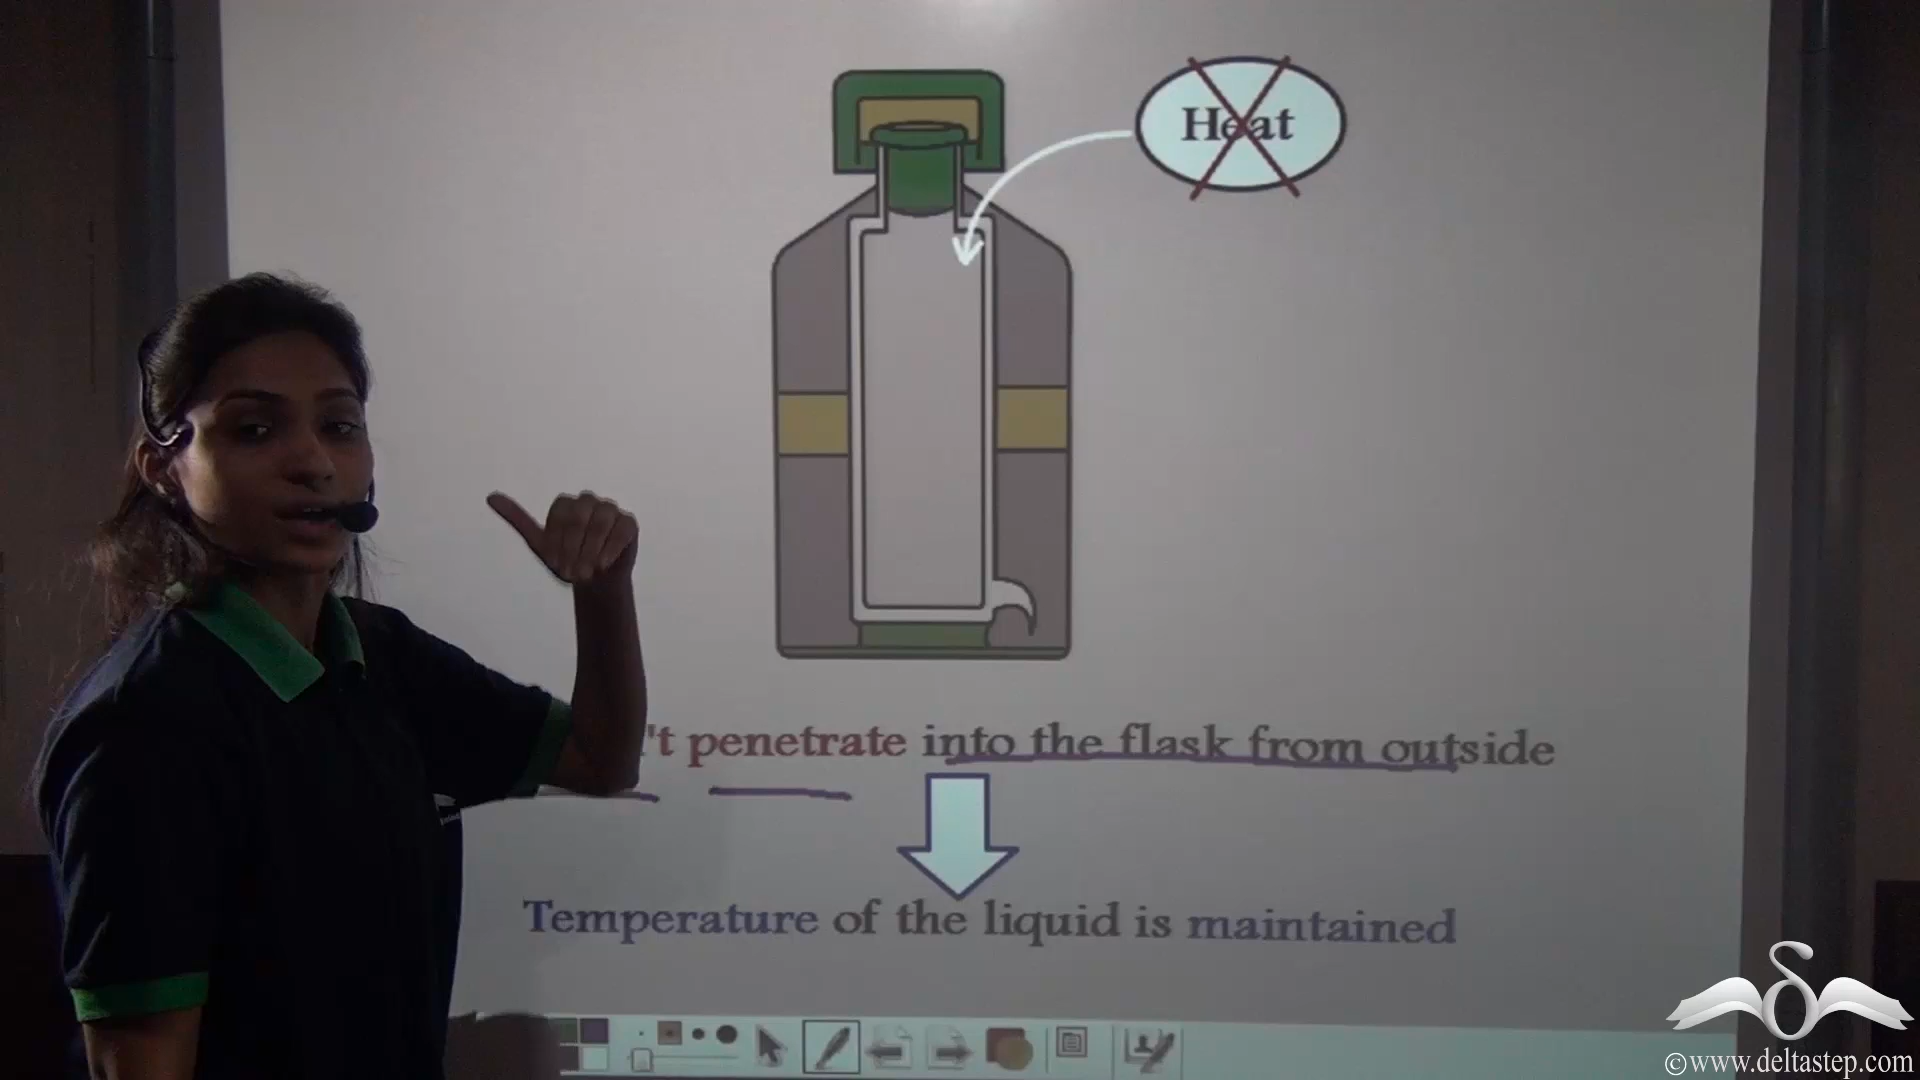 Heat
't penetrate into the flask from outside
Temperature of the liquid is maintained
©www.deltastep.com